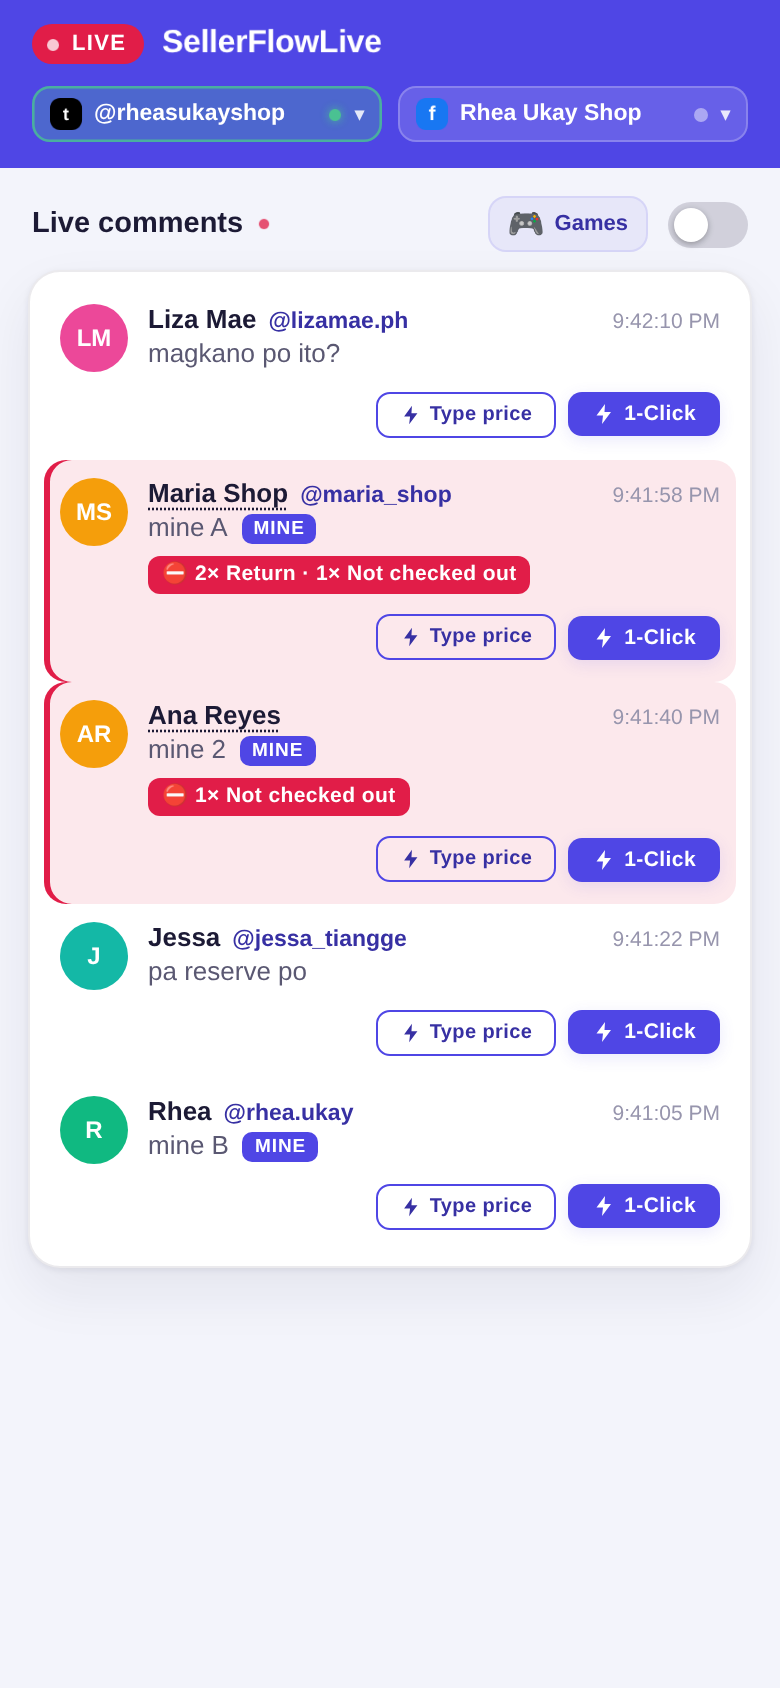 LIVE SellerFlowLive
t @rheasukayshop ▼ f Rhea Ukay Shop ▼
Live comments 🎮 Games
LM Liza Mae @lizamae.ph 9:42:10 PM
magkano po ito?
Type price 1-Click
MS Maria Shop @maria_shop 9:41:58 PM
mine A MINE
⛔ 2× Return · 1× Not checked out
Type price 1-Click
AR Ana Reyes 9:41:40 PM
mine 2 MINE
⛔ 1× Not checked out
Type price 1-Click
J Jessa @jessa_tiangge 9:41:22 PM
pa reserve po
Type price 1-Click
R Rhea @rhea.ukay 9:41:05 PM
mine B MINE
Type price 1-Click